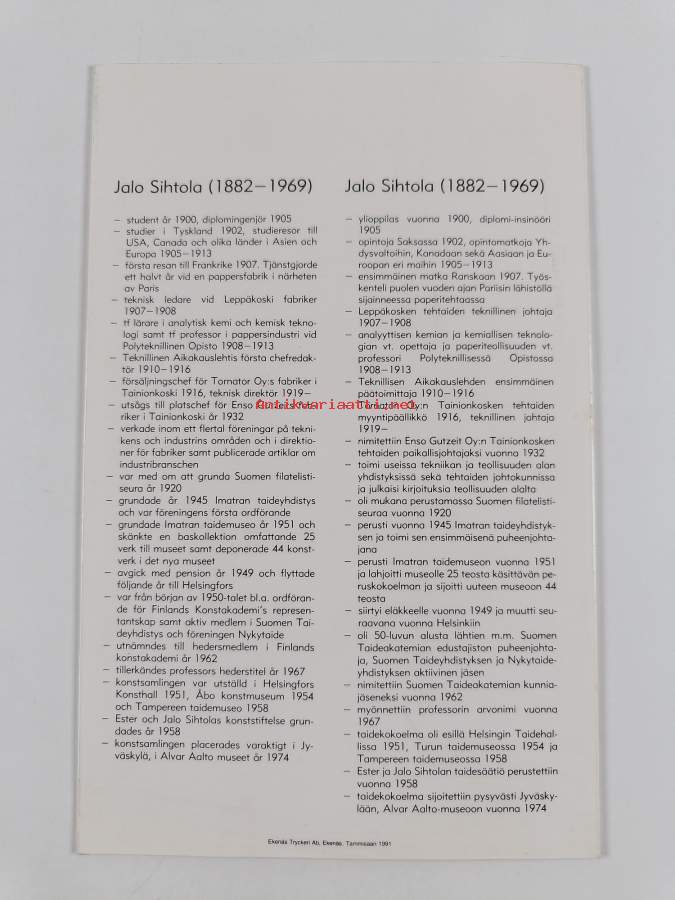 Jalo Sihtola (1882–1969)
– student år 1900, diplomingenjör 1905
– studier i Tyskland 1902, studieresor till
USA, Canada och olika länder i Asien och
Europa 1905–1913
– första resan till Frankrike 1907. Tjänstgjorde
ett halvt år vid en pappersfabrik i närheten
av Paris
– teknisk ledare vid Leppäkoski fabriker
1907–1908
– tf lärare i analytisk kemi och kemisk tekno-
logi samt tf professor i pappersindustri vid
Polyteknillinen Opisto 1908–1913
– Teknillinen Aikakauslehtis första chefredak-
tör 1910–1916
– försäljningschef för Tornator Oy:s fabriker i
Tainionkoski 1916, teknisk direktör 1919–
– utsågs till platschef för Enso Gutzeits fab-
riker i Tainionkoski år 1932
– verkade inom ett flertal föreningar på tekni-
kens och industrins områden och i direktio-
ner för fabriker samt publicerade artiklar om
industribranschen
– var med om att grunda Suomen filatelisti-
seura år 1920
– grundade år 1945 Imatran taideyhdistys
och var föreningens första ordförande
– grundade Imatran taidemuseo år 1951 och
skänkte en baskollektion omfattande 25
verk till museet samt deponerade 44 konst-
verk i det nya museet
– avgick med pension år 1949 och flyttade
följande år till Helsingfors
– var från början av 1950-talet bl.a. ordföran-
de för Finlands Konstakademi's represen-
tantskap samt aktiv medlem i Suomen Tai-
deyhdistys och föreningen Nykytaide
– utnämndes till hedersmedlem i Finlands
konstakademi år 1962
– tillerkändes professors hederstitel år 1967
– konstsamlingen var utställd i Helsingfors
Konsthall 1951, Åbo konstmuseum 1954
och Tampereen taidemuseo 1958
– Ester och Jalo Sihtolas konststiftelse grun-
dades år 1958
– konstsamlingen placerades varaktigt i Jy-
väskylä, i Alvar Aalto museet år 1974
Jalo Sihtola (1882–1969)
– ylioppilas vuonna 1900, diplomi-insinööri
1905
– opintoja Saksassa 1902, opintomatkoja Yh-
dysvaltoihin, Kanadaan sekä Aasiaan ja Eu-
roopan eri maihin 1905–1913
– ensimmäinen matka Ranskaan 1907. Työs-
kenteli puolen vuoden ajan Pariisin lähistöllä
sijainneessa paperitehtaassa
– Leppäkosken tehtaiden teknillinen johtaja
1907–1908
– analyyttisen kemian ja kemiallisen teknolo-
gian vt. opettaja ja paperiteollisuuden vt.
professori Polyteknillisessä Opistossa
1908–1913
– Teknillisen Aikakauslehden ensimmäinen
päätoimittaja 1910–1916
– Tornator Oy:n Tainionkosken tehtaiden
myyntipäällikkö 1916, teknillinen johtaja
1919–
– nimitettiin Enso Gutzeit Oy:n Tainionkosken
tehtaiden paikallisjohtajaksi vuonna 1932
– toimi useissa tekniikan ja teollisuuden alan
yhdistyksissä sekä tehtaiden johtokunnissa
ja julkaisi kirjoituksia teollisuuden alalta
– oli mukana perustamassa Suomen filatelisti-
seuraa vuonna 1920
– perusti vuonna 1945 Imatran taideyhdistyk-
sen ja toimi sen ensimmäisenä puheenjohta-
jana
– perusti Imatran taidemuseon vuonna 1951
ja lahjoitti museolle 25 teosta käsittävän pe-
ruskokoelman ja sijoitti uuteen museoon 44
teosta
– siirtyi eläkkeelle vuonna 1949 ja muutti seu-
raavana vuonna Helsinkiin
– oli 50-luvun alusta lähtien m.m. Suomen
Taideakatemian edustajiston puheenjohta-
ja, Suomen Taideyhdistyksen ja Nykytaide-
yhdistyksen aktiivinen jäsen
– nimitettiin Suomen Taideakatemian kunnia-
jäseneksi vuonna 1962
– myönnettiin professorin arvonimi vuonna
1967
– taidekokoelma oli esillä Helsingin Taidehal-
lissa 1951, Turun taidemuseossa 1954 ja
Tampereen taidemuseossa 1958
– Ester ja Jalo Sihtolan taidesäätiö perustettiin
vuonna 1958
– taidekokoelma sijoitettiin pysyvästi Jyväsky-
lään, Alvar Aalto-museoon vuonna 1974
Antikvariaatti.net
Ekenäs Tryckeri Ab, Ekenäs, Tammisaari 1991